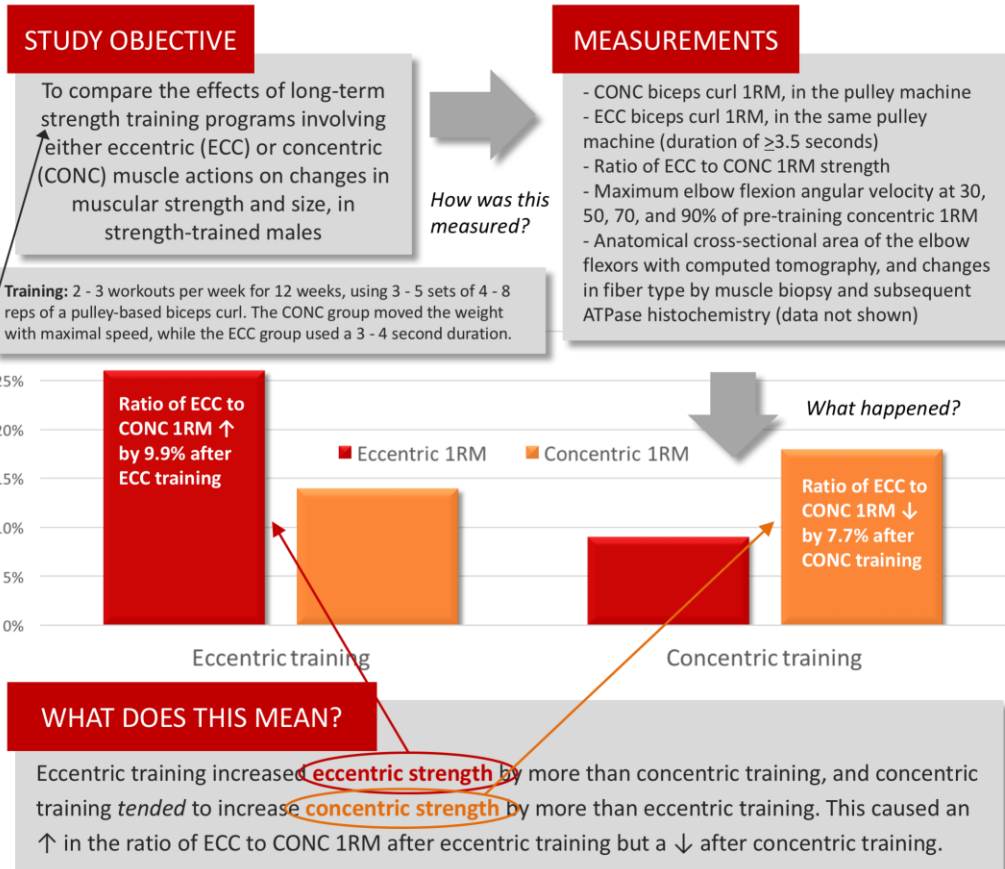 STUDY OBJECTIVE
To compare the effects of long-term
strength training programs involving
either eccentric (ECC) or concentric
(CONC) muscle actions on changes in
muscular strength and size, in
strength-trained males
How was this
measured?
MEASUREMENTS
- CONC biceps curl 1RM, in the pulley machine
- ECC biceps curl 1RM, in the same pulley
machine (duration of ≥3.5 seconds)
- Ratio of ECC to CONC 1RM strength
- Maximum elbow flexion angular velocity at 30,
50, 70, and 90% of pre-training concentric 1RM
- Anatomical cross-sectional area of the elbow
flexors with computed tomography, and changes
in fiber type by muscle biopsy and subsequent
ATPase histochemistry (data not shown)
Training: 2 - 3 workouts per week for 12 weeks, using 3 - 5 sets of 4 - 8
reps of a pulley-based biceps curl. The CONC group moved the weight
with maximal speed, while the ECC group used a 3 - 4 second duration.
What happened?
25%
20%
15%
10%
5%
0%
Ratio of ECC to
CONC 1RM ↑
by 9.9% after
ECC training
Eccentric 1RM
Concentric 1RM
Ratio of ECC to
CONC 1RM ↓
by 7.7% after
CONC training
Eccentric training
Concentric training
WHAT DOES THIS MEAN?
Eccentric training increased eccentric strength by more than concentric training, and concentric
training tended to increase concentric strength by more than eccentric training. This caused an
↑ in the ratio of ECC to CONC 1RM after eccentric training but a ↓ after concentric training.